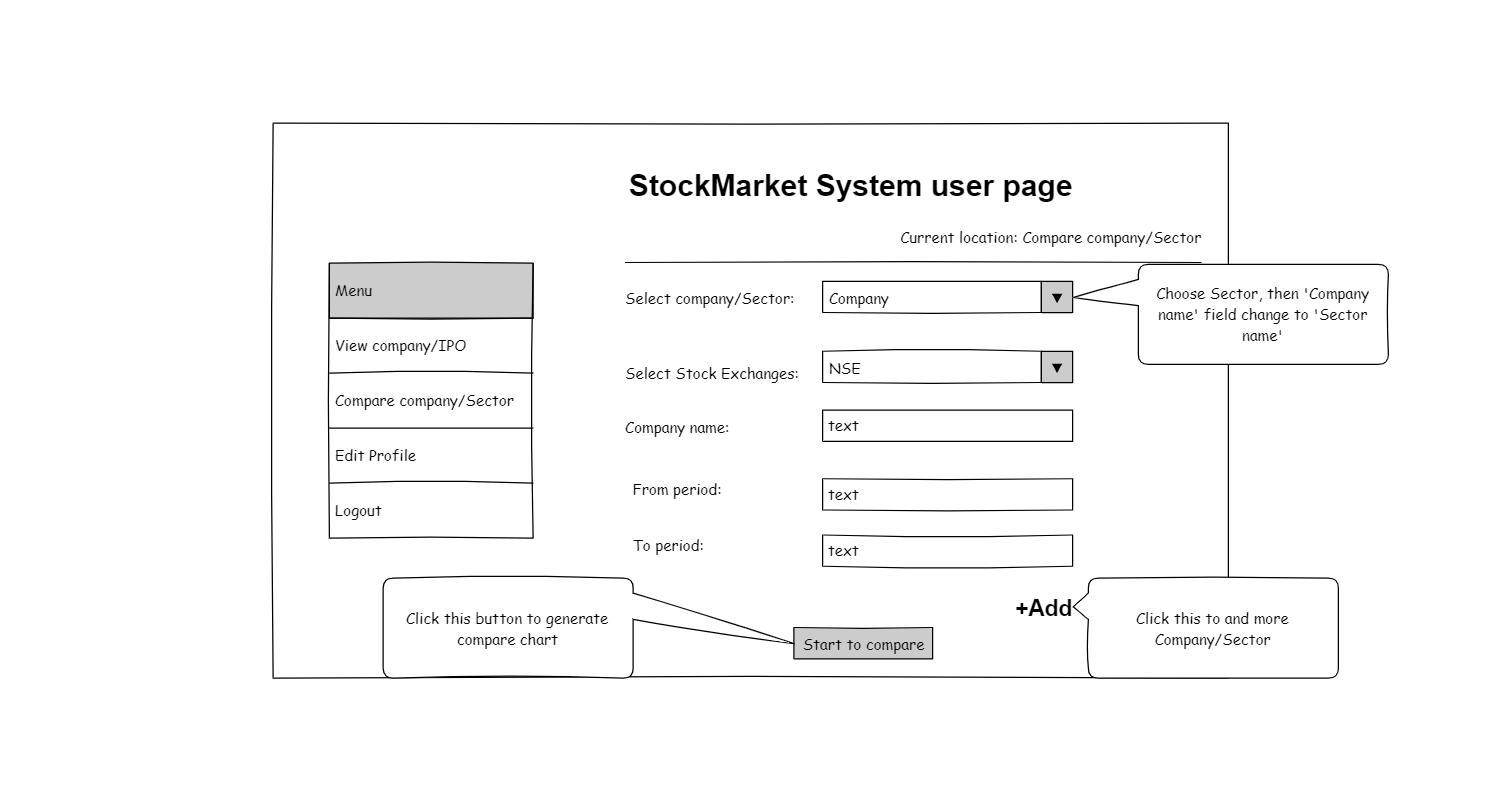 StockMarket System user page
Current location: Compare company/Sector
Menu
View company/IPO
Compare company/Sector
Edit Profile
Logout
Select company/Sector:
Company
Choose Sector, then 'Company
name' field change to 'Sector
name'
Select Stock Exchanges:
NSE
Company name:
text
From period:
text
To period:
text
+Add
Click this to and more
Company/Sector
Click this button to generate
compare chart
Start to compare